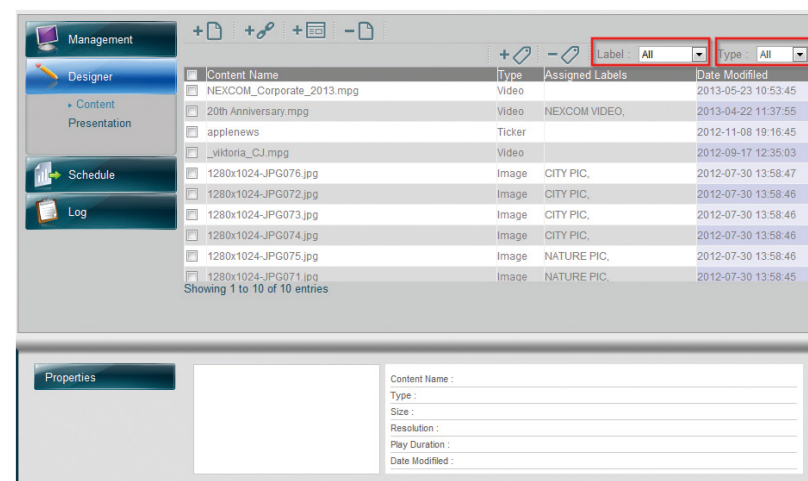 Management
Label : All Type : All
Designer
Content
Presentation
Schedule
Log
Content Name Type Assigned Labels Date Modifiled
NEXCOM_Corporate_2013.mpg Video 2013-05-23 10:53:45
20th Anniversary.mpg Video NEXCOM VIDEO, 2013-04-22 11:37:55
applenews Ticker 2012-11-08 19:16:45
_viktoria_CJ.mpg Video 2012-09-17 12:35:03
1280x1024-JPG076.jpg Image CITY PIC, 2012-07-30 13:58:47
1280x1024-JPG072.jpg Image CITY PIC, 2012-07-30 13:58:46
1280x1024-JPG073.jpg Image CITY PIC, 2012-07-30 13:58:46
1280x1024-JPG074.jpg Image CITY PIC, 2012-07-30 13:58:46
1280x1024-JPG075.jpg Image NATURE PIC, 2012-07-30 13:58:46
1280x1024-JPG071.jpg Image NATURE PIC, 2012-07-30 13:58:45
Showing 1 to 10 of 10 entries
Properties
Content Name :
Type :
Size :
Resolution :
Play Duration :
Date Modifiled :